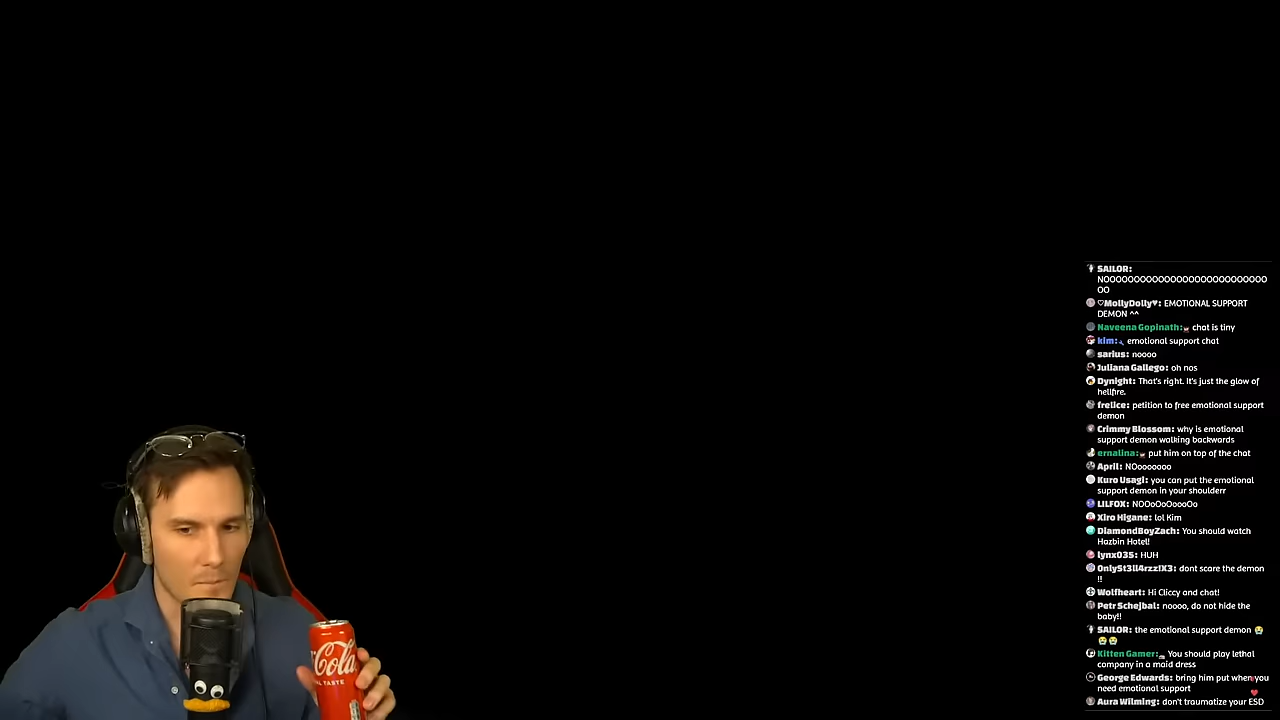 SAILOR:
NOOOOOOOOOOOOOOOOOOOOOOOOOOO
OO
♡MollyDolly♥: EMOTIONAL SUPPORT
DEMON ^^
Naveena Gopinath: chat is tiny
kim: emotional support chat
sarius: noooo
Juliana Gallego: oh nos
Dynight: That's right. It's just the glow of
hellfire.
frelice: petition to free emotional support
demon
Crimmy Blossom: why is emotional
support demon walking backwards
ernalina: put him on top of the chat
April: NOooooooo
Kuro Usagi: you can put the emotional
support demon in your shoulderr
LILFOX: NOOoOoOoooOo
Xiro Higane: lol Kim
DiamondBoyZach: You should watch
Hazbin Hotel!
lynx035: HUH
0nlySt3ll4rzz!X3: dont scare the demon
!!
Wolfheart: Hi Cliccy and chat!
Petr Schejbal: noooo, do not hide the
baby!!
SAILOR: the emotional support demon 😭
😭😭
Kitten Gamer: You should play lethal
company in a maid dress
George Edwards: bring him put when you
need emotional support
Aura Wilming: don't traumatize your ESD
Cola
AL TASTE